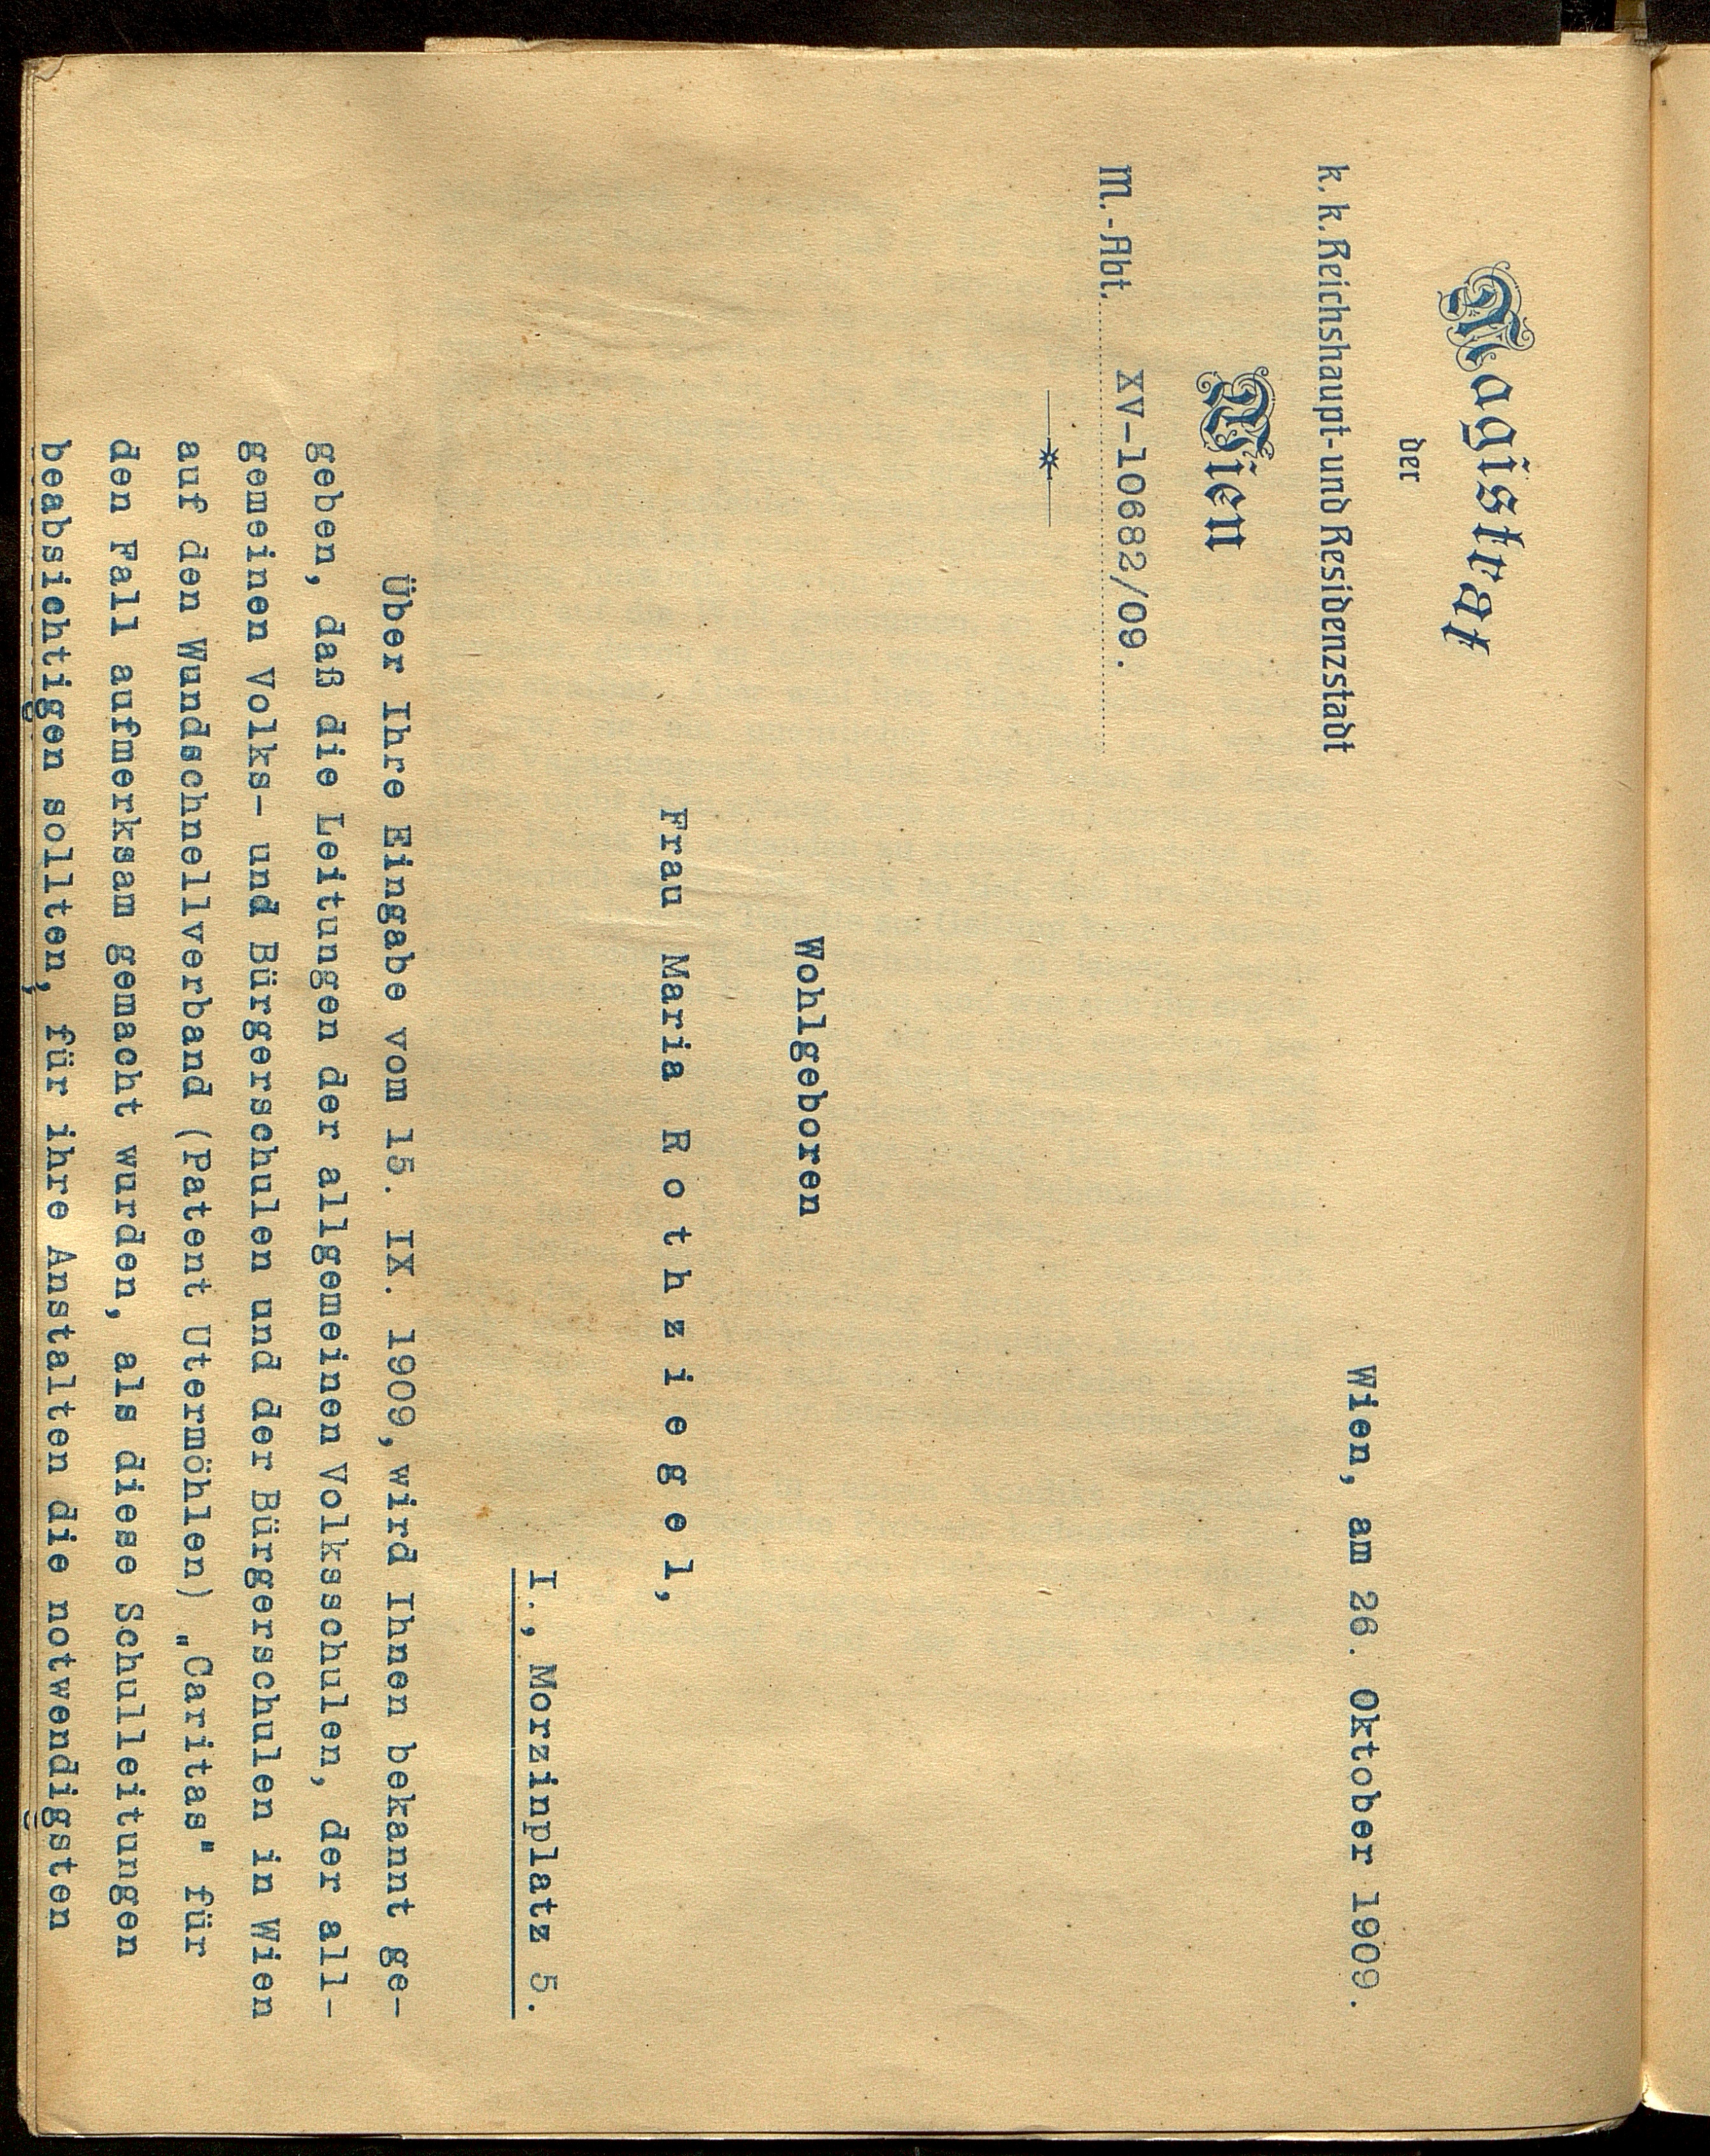 Magistrat
der
k. k. Reichshaupt- und Residenzstadt
Wien
M.-Abt. XV-10682/09.
Wien, am 26. Oktober 1909.
Wohlgeboren
Frau Maria R o t h z i e g e l,
I., Morzinplatz 5.
Über Ihre Eingabe vom 15. IX. 1909, wird Ihnen bekannt ge-
geben, daß die Leitungen der allgemeinen Volksschulen, der all-
gemeinen Volks- und Bürgerschulen und der Bürgerschulen in Wien
auf den Wundschnellverband (Patent Utermöhlen) „Caritas" für
den Fall aufmerksam gemacht wurden, als diese Schulleitungen
beabsichtigen sollten, für ihre Anstalten die notwendigsten